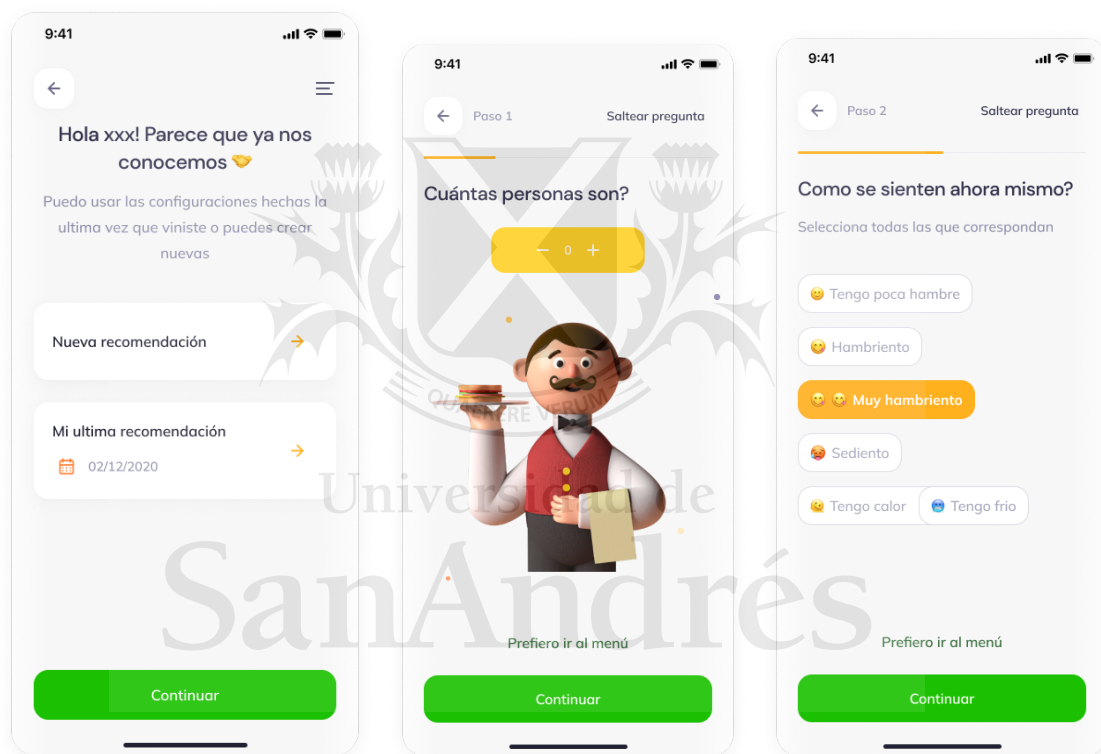 9:41
Hola xxx! Parece que ya nos
conocemos 🤝
Puedo usar las configuraciones hechas la
ultima vez que viniste o puedes crear
nuevas
Nueva recomendación
Mi ultima recomendación
02/12/2020
Continuar
9:41
Paso 1
Saltear pregunta
Cuántas personas son?
— 0 +
Prefiero ir al menú
Continuar
9:41
Paso 2
Saltear pregunta
Como se sienten ahora mismo?
Selecciona todas las que correspondan
🙂 Tengo poca hambre
😋 Hambriento
😋 😋 Muy hambriento
🥵 Sediento
🫠 Tengo calor
🥶 Tengo frio
Prefiero ir al menú
Continuar
QUAERERE VERUM
Universidad de
SanAndrés